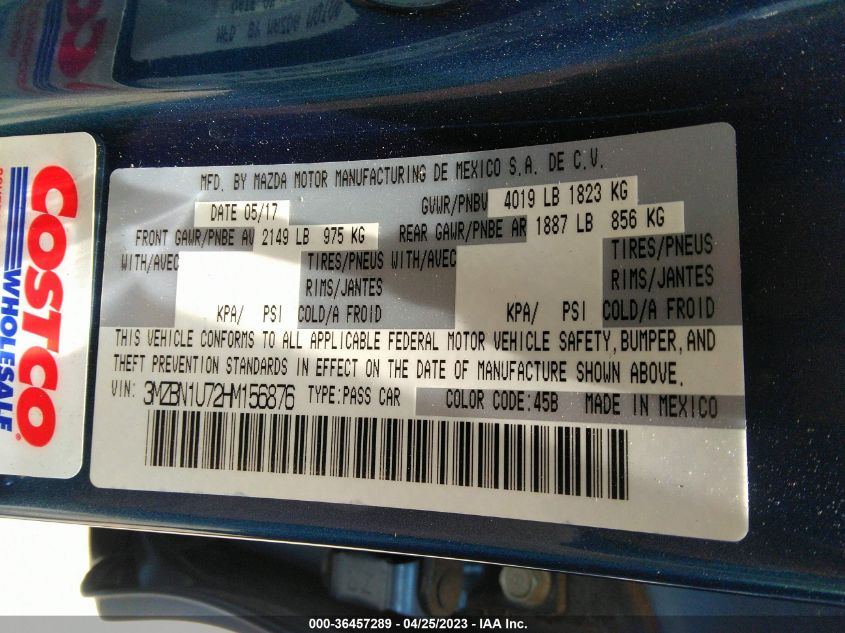 MFD. BY MAZDA MOTOR MANUFACTURING DE MEXICO S.A. DE C.V.
DATE 05/17 GVWR/PNBV 4019 LB 1823 KG
FRONT GAWR/PNBE AV 2149 LB 975 KG REAR GAWR/PNBE AR 1887 LB 856 KG
WITH/AVEC TIRES/PNEUS WITH/AVEC TIRES/PNEUS
RIMS/JANTES RIMS/JANTES
KPA/ PSI COLD/A FROID KPA/ PSI COLD/A FROID
THIS VEHICLE CONFORMS TO ALL APPLICABLE FEDERAL MOTOR VEHICLE SAFETY, BUMPER, AND
THEFT PREVENTION STANDARDS IN EFFECT ON THE DATE OF MANUFACTURE SHOWN ABOVE.
VIN: 3MZBN1U72HM156876 TYPE:PASS CAR COLOR CODE:45B MADE IN MEXICO
COSTCO
WHOLESALE
000-36457289 - 04/25/2023 - IAA Inc.